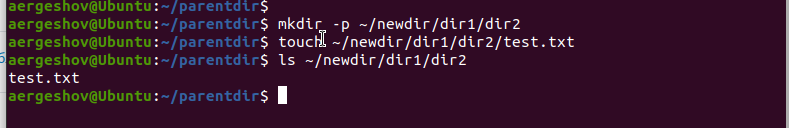 aergeshov@Ubuntu:~/parentdir$
aergeshov@Ubuntu:~/parentdir$ mkdir -p ~/newdir/dir1/dir2
aergeshov@Ubuntu:~/parentdir$ touch ~/newdir/dir1/dir2/test.txt
aergeshov@Ubuntu:~/parentdir$ ls ~/newdir/dir1/dir2
test.txt
aergeshov@Ubuntu:~/parentdir$